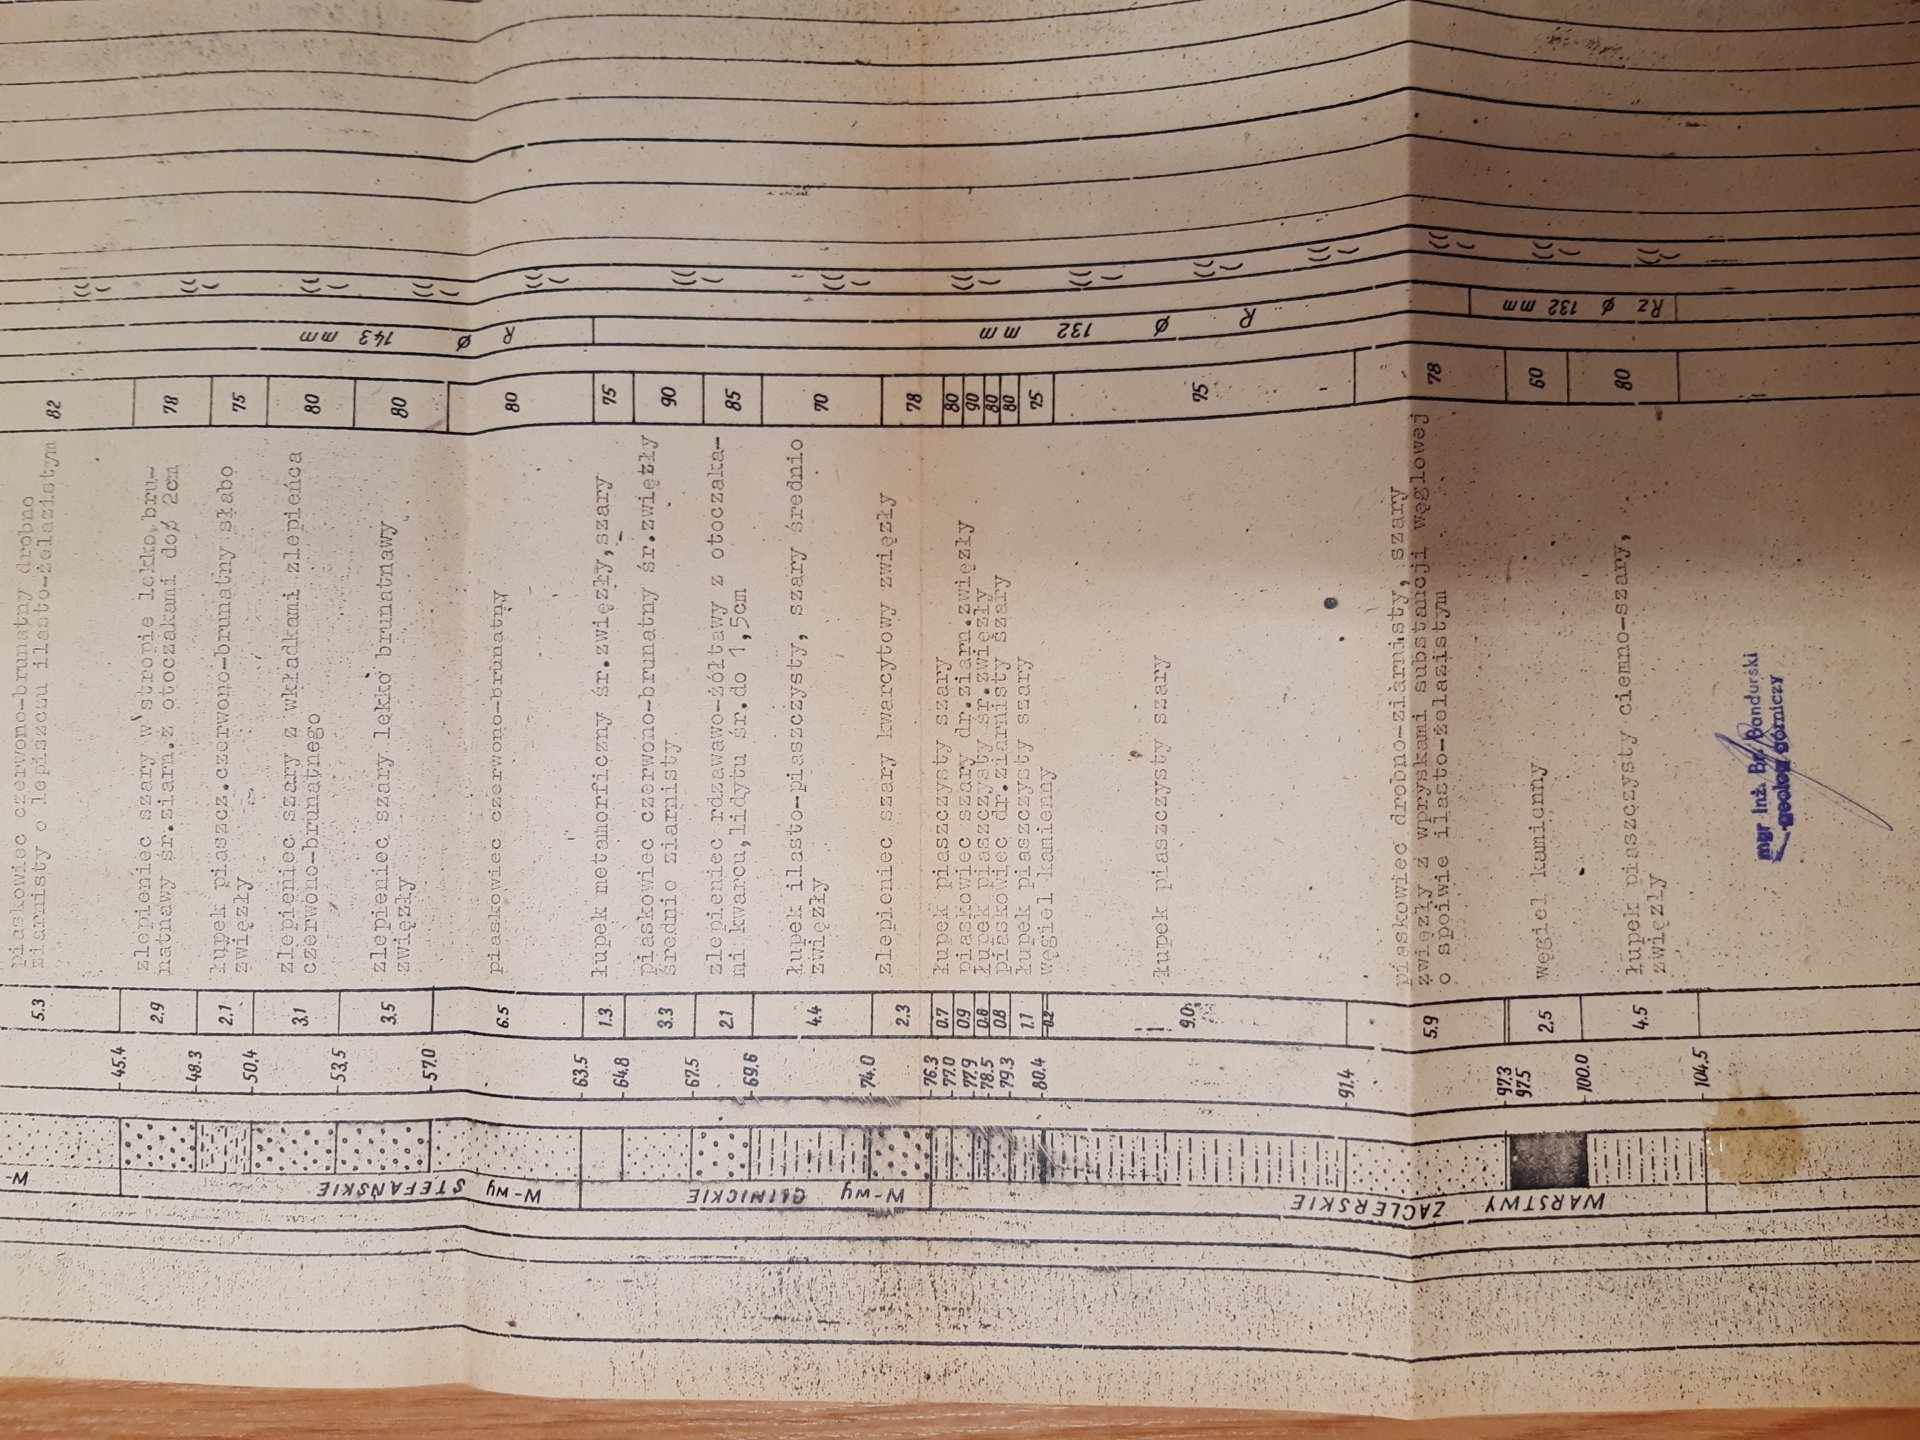 W-
W-wy STEFAŃSKIE
W-wy GLINICKIE
WARSTWY ZACLERSKIE
45.4
48.3
50,4
53,5
57.0
63.5
64.8
67.5
69.6
74.0
76.3
77.0
77.9
78.5
79.3
80.4
91.4
97.3
97.5
100.0
104,5
5.3
2.9
2.1
3.1
3.5
6.5
1.3
3.3
2.1
4.4
2.3
0.7
0.9
0.6
0.8
1.1
0.2
9.0
5.9
2,5
4.5
piaskowiec czerwono-brunatny drobno
ziarnisty o lepiszczu ilasto-żelazistym
zlepieniec szary w stropie lekko bru-
natnawy śr.ziarn.z otoczakami do ø 2cm
łupek piaszcz.czerwono-brunatny słabo
zwięzły
zlepieniec szary z wkładkami zlepieńca
czerwono-brunatnego
zlepieniec szary lekko brunatnawy
zwięzły
piaskowiec czerwono-brunatny
łupek metamorficzny śr.zwięzły,szary
piaskowiec czerwono-brunatny śr.zwięzły
średnio ziarnisty
zlepieniec rdzawo-żółtawy z otoczaka-
mi kwarcu,lidytu śr.do 1,5cm
łupek ilasto-piaszczysty, szary średnio
zwięzły
zlepieniec szary kwarcytowy zwięzły
łupek piaszczysty szary
piaskowiec szary dr.ziarn.zwięzły
łupek piaszczysty śr.zwięzły
piaskowiec dr.ziarnisty szary
łupek piaszczysty szary
węgiel kamienny
łupek piaszczysty szary
piaskowiec drobno-ziarnisty, szary
zwięzły z wpryskami substancji węglowej
o spoiwie ilasto-żelazistym
węgiel kamienny
łupek piaszczysty ciemno-szary,
zwięzły
82
78
75
80
80
80
75
90
85
70
78
80
90
80
80
75
75
78
60
80
R ø 143 mm
R ø 132 mm
Rz ø 132 mm
mgr inż. Br. Bandurski
geolog górniczy